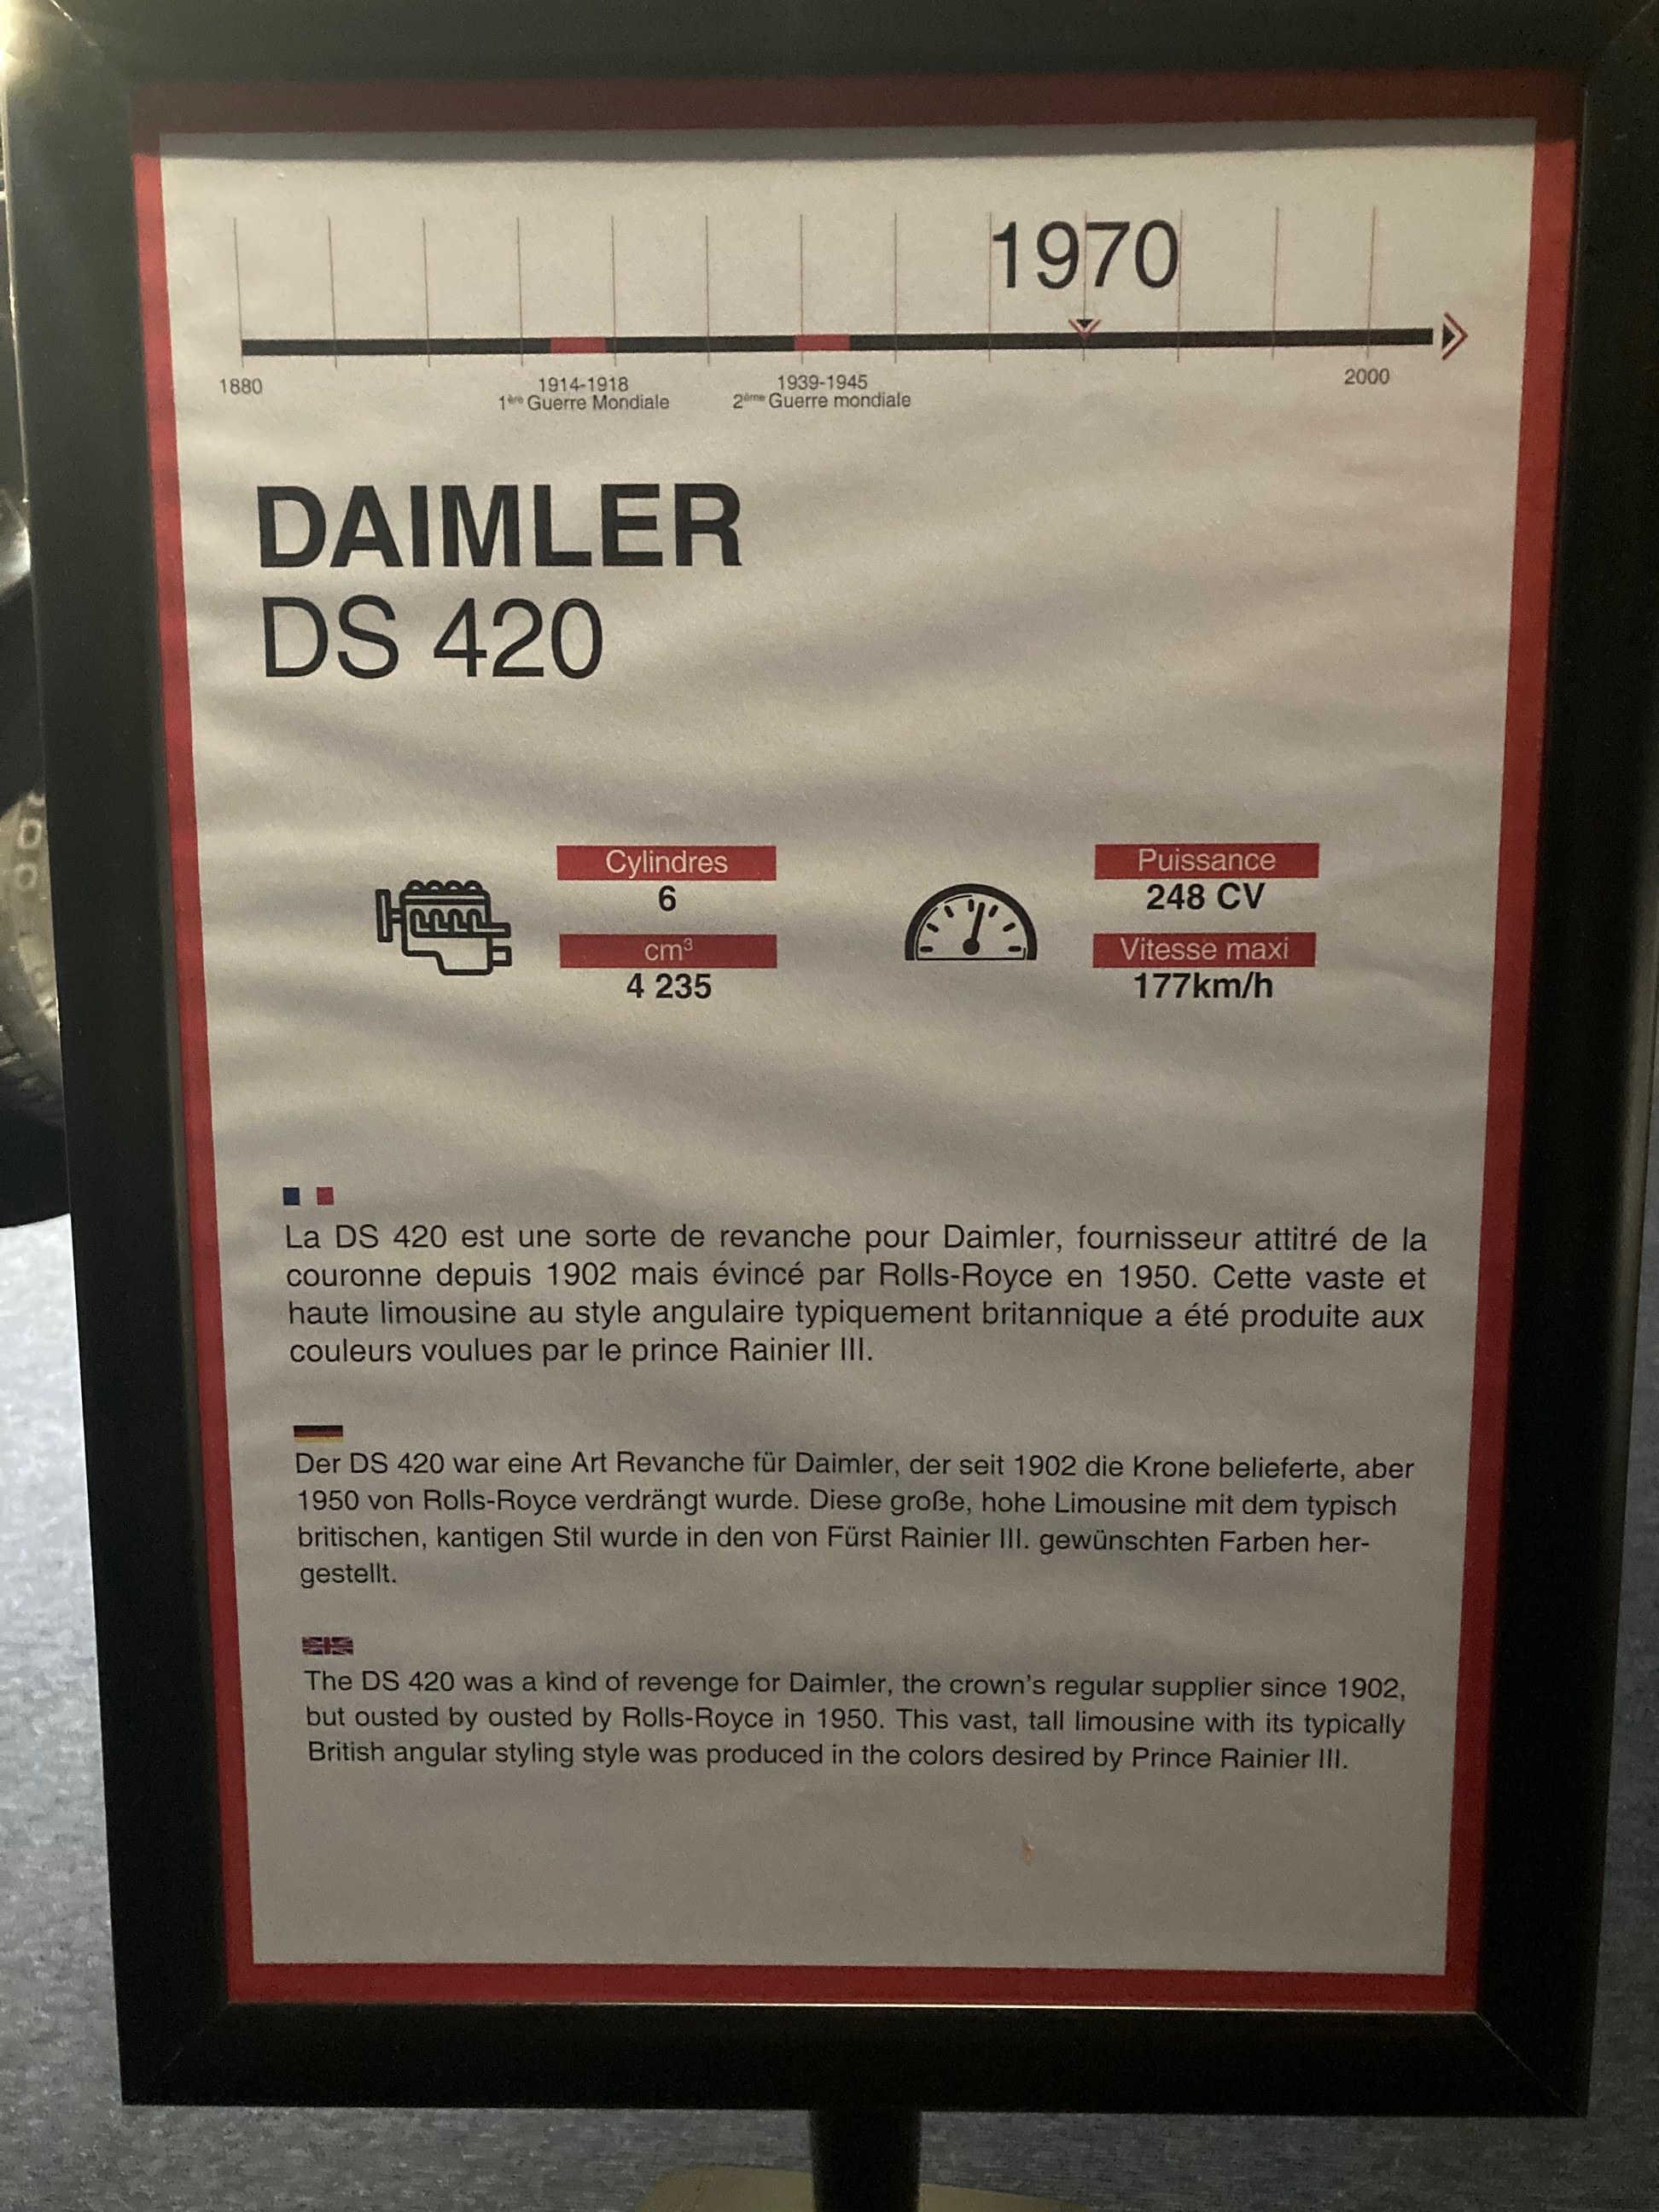 1970
1880
1914-1918
1ère Guerre Mondiale
1939-1945
2ème Guerre mondiale
2000
DAIMLER
DS 420
Cylindres
6
cm³
4 235
Puissance
248 CV
Vitesse maxi
177km/h
La DS 420 est une sorte de revanche pour Daimler, fournisseur attitré de la
couronne depuis 1902 mais évincé par Rolls-Royce en 1950. Cette vaste et
haute limousine au style angulaire typiquement britannique a été produite aux
couleurs voulues par le prince Rainier III.
Der DS 420 war eine Art Revanche für Daimler, der seit 1902 die Krone belieferte, aber
1950 von Rolls-Royce verdrängt wurde. Diese große, hohe Limousine mit dem typisch
britischen, kantigen Stil wurde in den von Fürst Rainier III. gewünschten Farben her-
gestellt.
The DS 420 was a kind of revenge for Daimler, the crown's regular supplier since 1902,
but ousted by ousted by Rolls-Royce in 1950. This vast, tall limousine with its typically
British angular styling style was produced in the colors desired by Prince Rainier III.